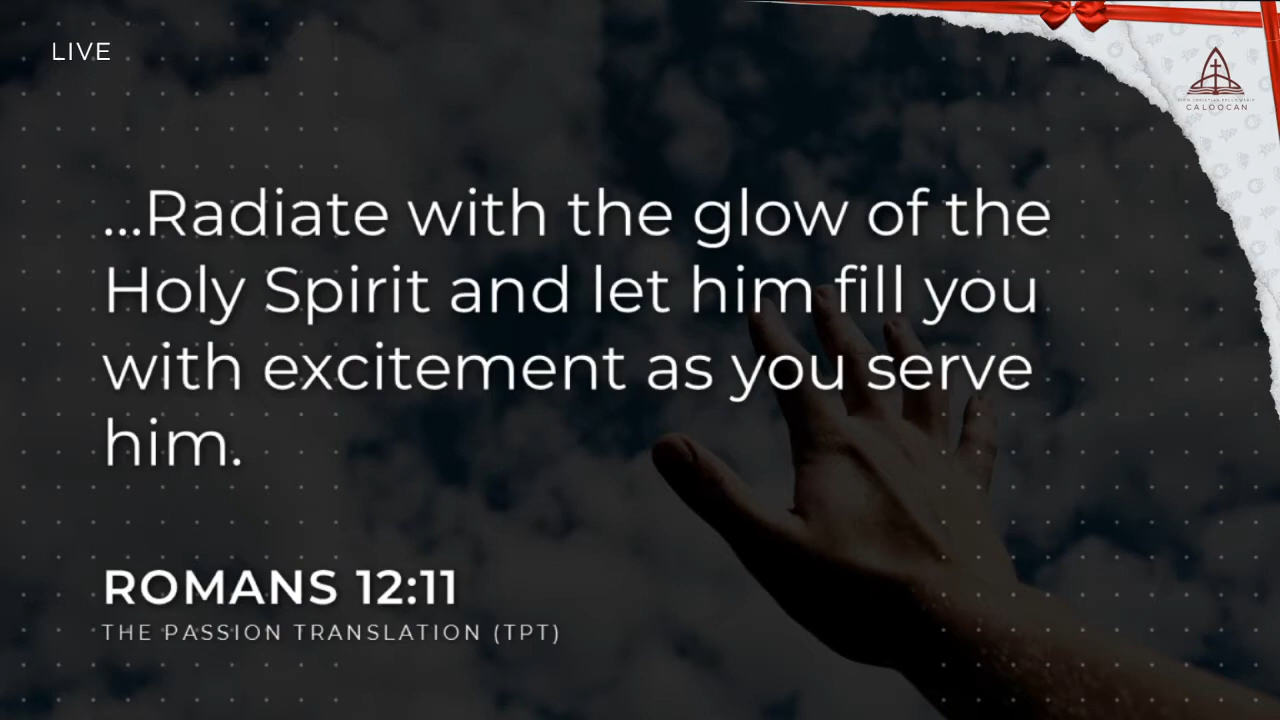 LIVE
CALOOCAN
...Radiate with the glow of the
Holy Spirit and let him fill you
with excitement as you serve
him.
ROMANS 12:11
THE PASSION TRANSLATION (TPT)